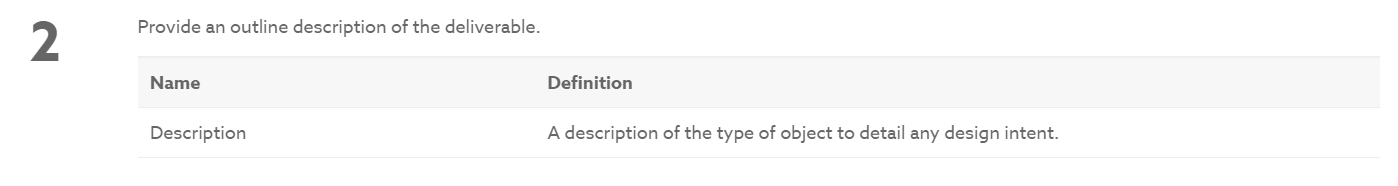 2
Provide an outline description of the deliverable.
Name Definition
Description A description of the type of object to detail any design intent.